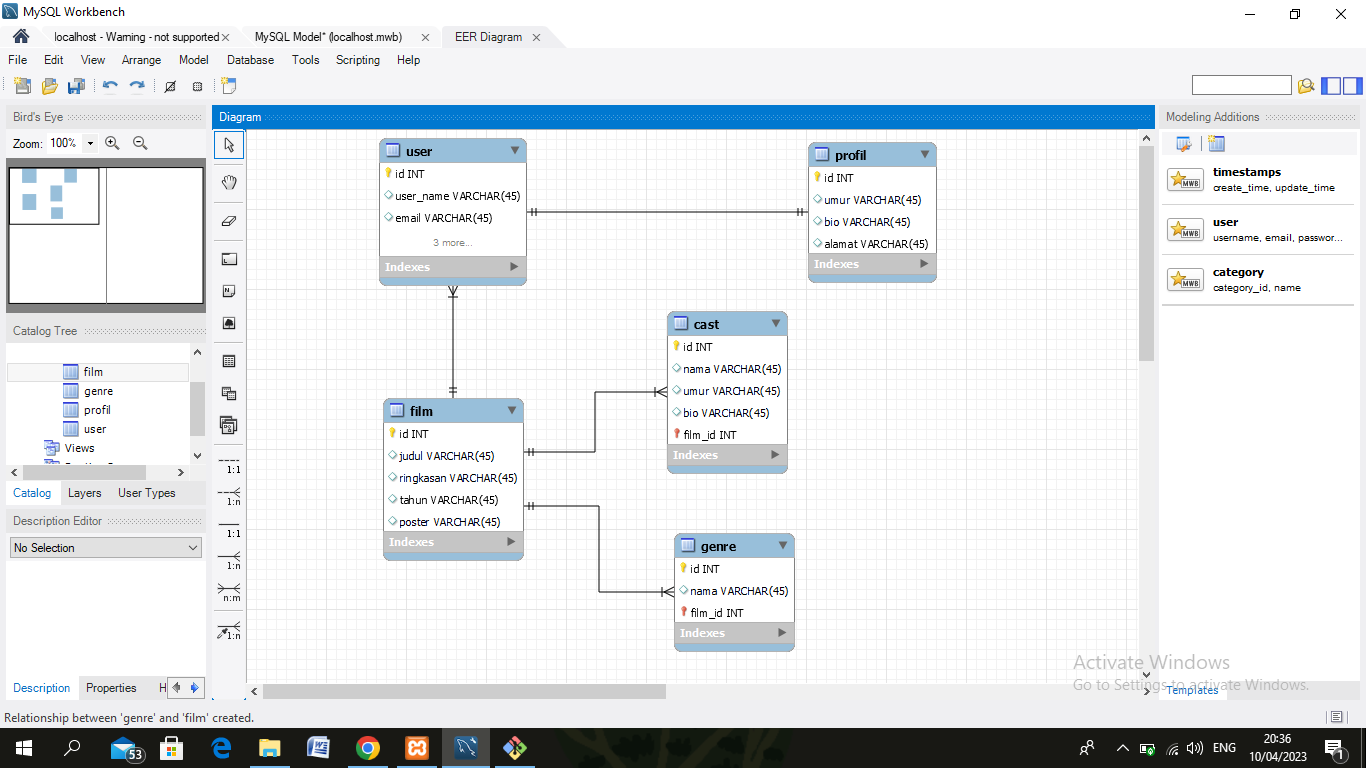 MySQL Workbench
localhost - Warning - not supported
MySQL Model* (localhost.mwb)
EER Diagram
File Edit View Arrange Model Database Tools Scripting Help
Bird's Eye
Zoom: 100%
Catalog Tree
film
genre
profil
user
Views
Catalog Layers User Types
Description Editor
No Selection
Description Properties H
Diagram
1:1
1:n
1:1
1:n
n:m
1:n
user
id INT
user_name VARCHAR(45)
email VARCHAR(45)
3 more...
Indexes
profil
id INT
umur VARCHAR(45)
bio VARCHAR(45)
alamat VARCHAR(45)
Indexes
cast
id INT
nama VARCHAR(45)
umur VARCHAR(45)
bio VARCHAR(45)
film_id INT
Indexes
film
id INT
judul VARCHAR(45)
ringkasan VARCHAR(45)
tahun VARCHAR(45)
poster VARCHAR(45)
Indexes
genre
id INT
nama VARCHAR(45)
film_id INT
Indexes
Modeling Additions
timestamps
create_time, update_time
user
username, email, passwor...
category
category_id, name
Templates
Activate Windows
Go to Settings to activate Windows.
Relationship between 'genre' and 'film' created.
53
ENG
20:36
10/04/2023
1